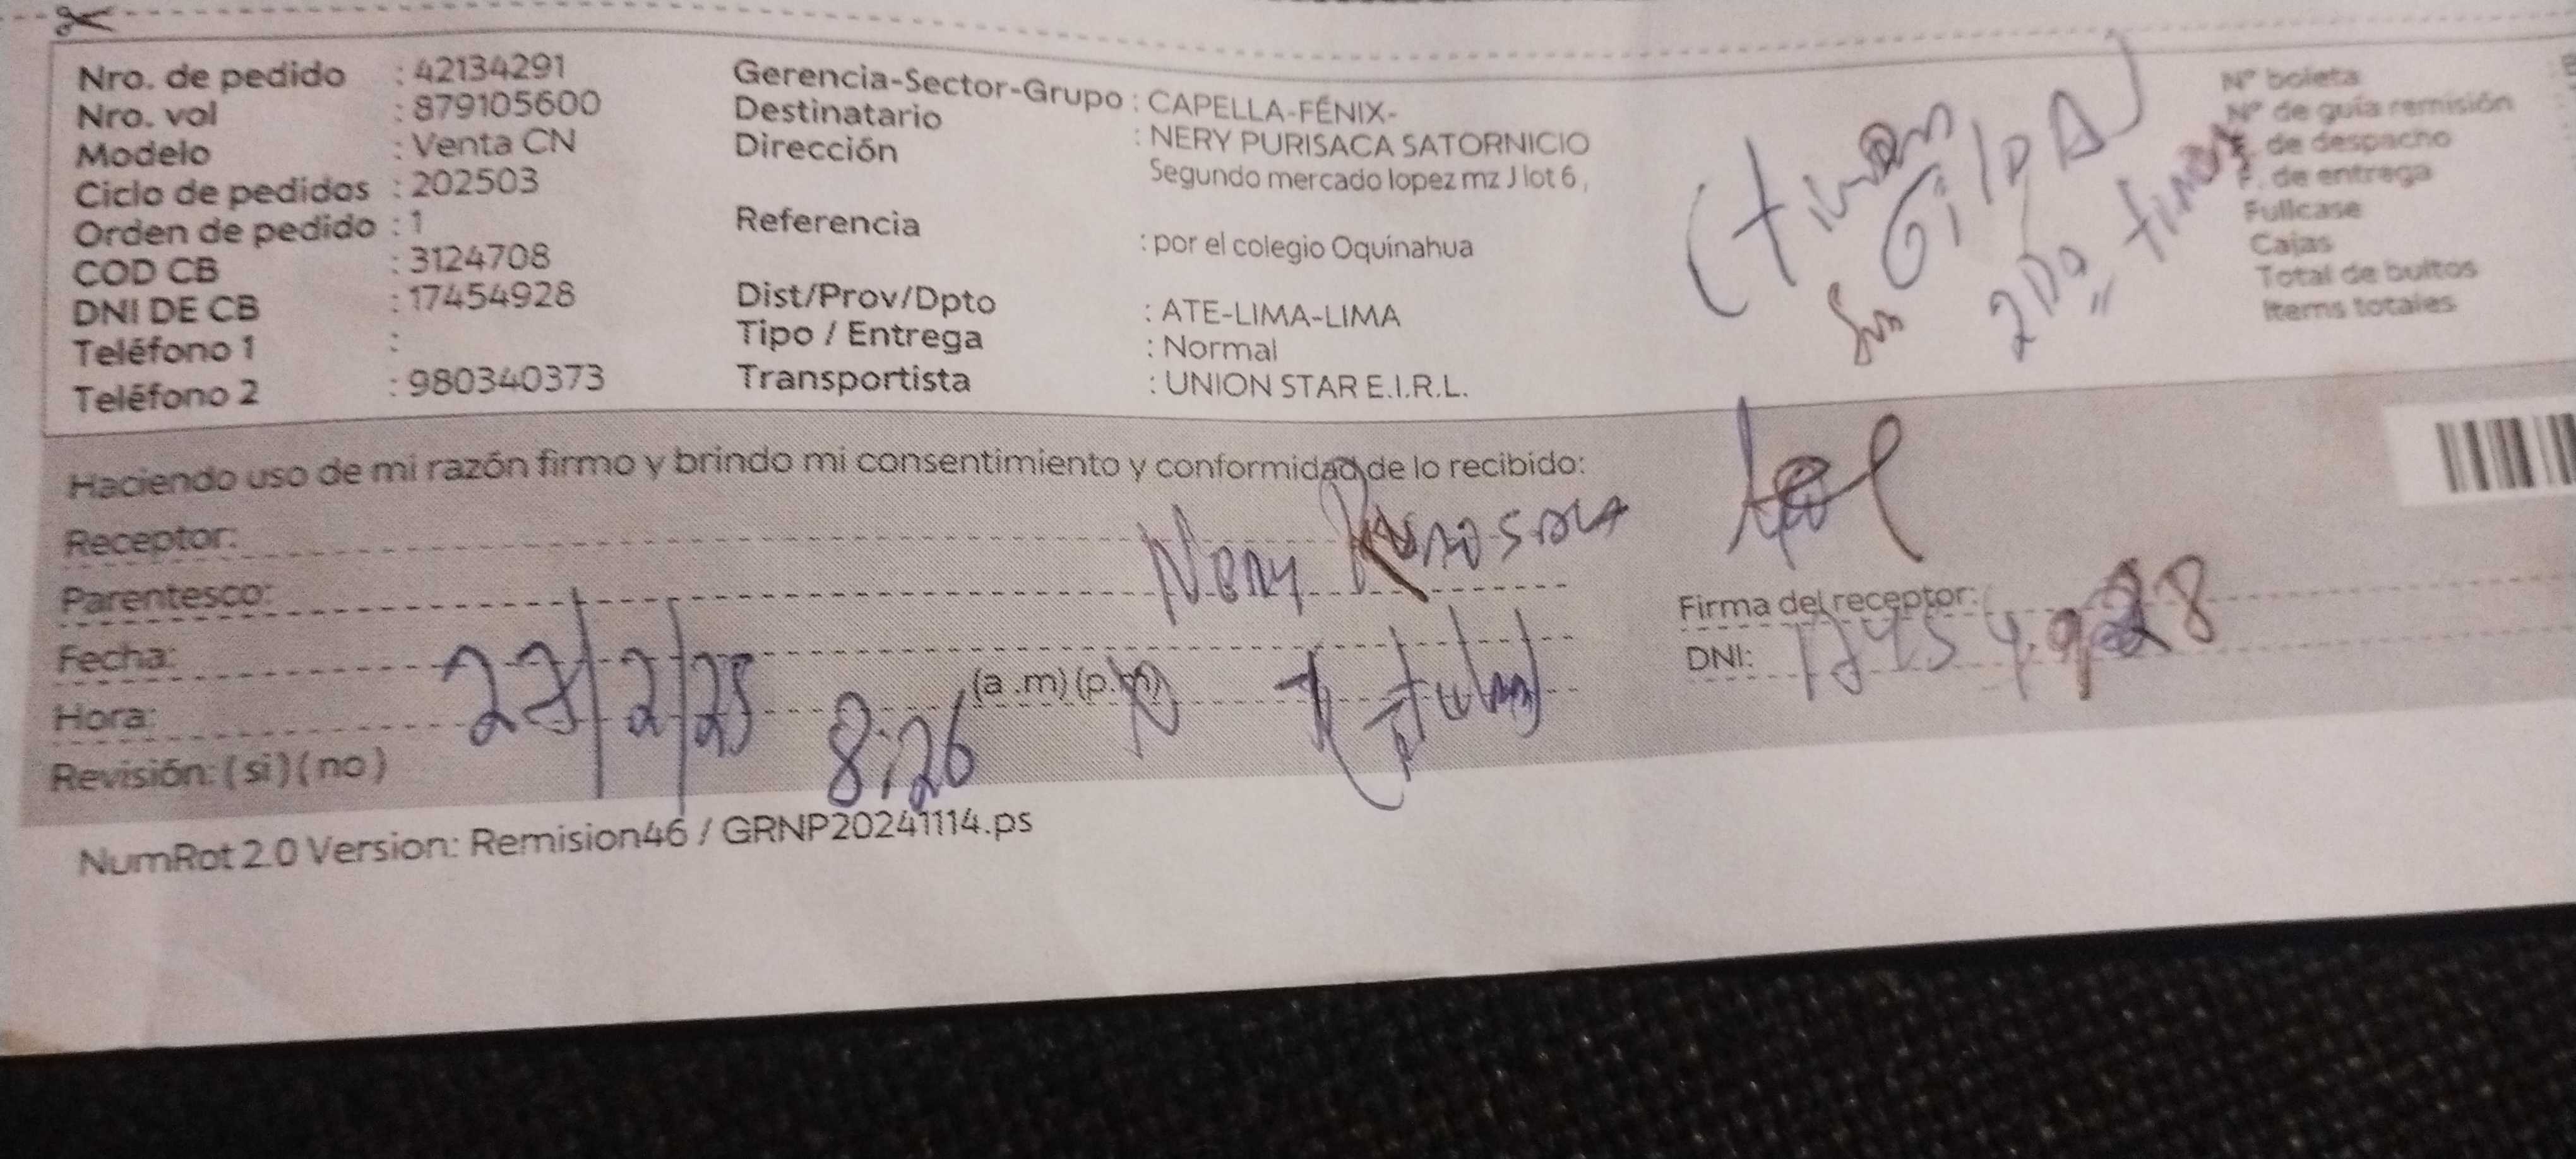 Nro. de pedido : 42134291
Nro. vol : 879105600
Modelo : Venta CN
Ciclo de pedidos : 202503
Orden de pedido : 1
COD CB : 3124708
DNI DE CB : 17454928
Teléfono 1 :
Teléfono 2 : 980340373
Gerencia-Sector-Grupo : CAPELLA-FÉNIX-
Destinatario : NERY PURISACA SATORNICIO
Dirección Segundo mercado lopez mz J lot 6 ,
Referencia : por el colegio Oquínahua
Dist/Prov/Dpto : ATE-LIMA-LIMA
Tipo / Entrega : Normal
Transportista : UNION STAR E.I.R.L.
2Do
N° boleta
N° de guía remisión
F. de despacho
F. de entrega
Fullcase
Cajas
Total de bultos
Items totales
Haciendo uso de mi razón firmo y brindo mi consentimiento y conformidad de lo recibido:
Receptor: Nery
Parentesco:
Fecha: 27/2/25
Hora: 8:26 (a .m) (p.m)
Revisión: ( si ) ( no )
Firma del receptor:
DNI: 17454928
NumRot 2.0 Version: Remision46 / GRNP20241114.ps